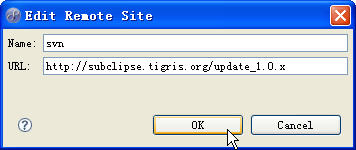 Edit Remote Site
Name: svn
URL: http://subclipse.tigris.org/update_1.0.x
OK Cancel